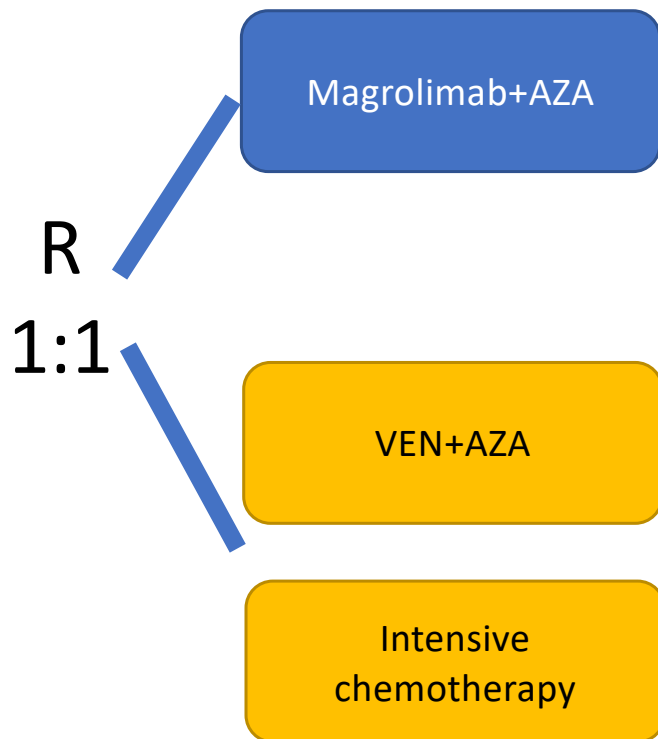 Magrolimab+AZA
R
1:1
VEN+AZA
Intensive
chemotherapy